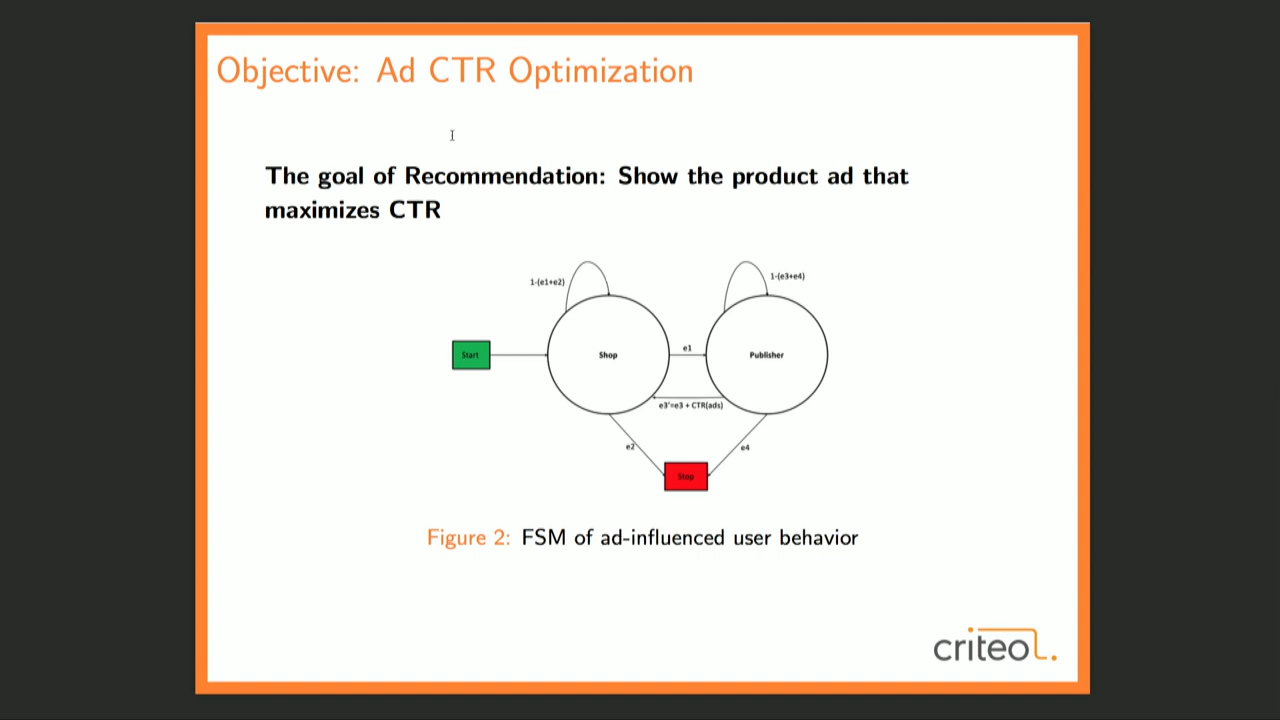 Objective: Ad CTR Optimization
The goal of Recommendation: Show the product ad that
maximizes CTR
1-(e1+e2)
1-(e3+e4)
Start
Shop
e1
Publisher
e3'=e3 + CTR(ads)
e2
e4
Stop
Figure 2: FSM of ad-influenced user behavior
criteo